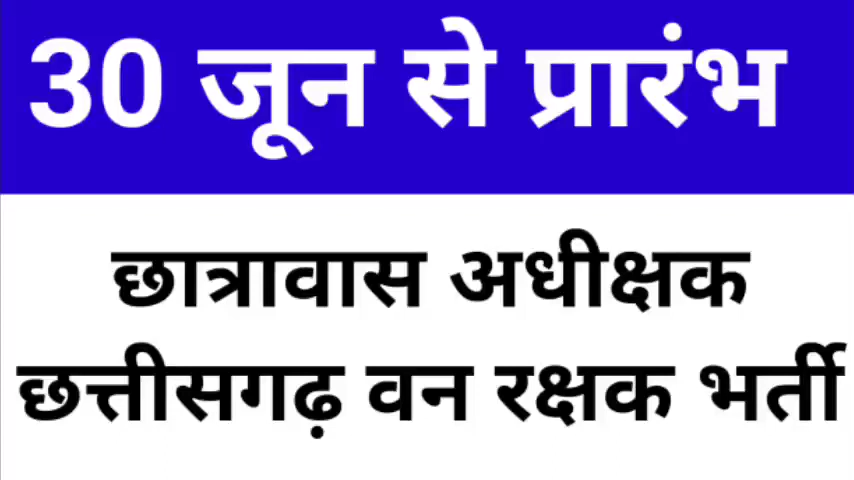 30 जून से प्रारंभ
छात्रावास अधीक्षक
छत्तीसगढ़ वन रक्षक भर्ती